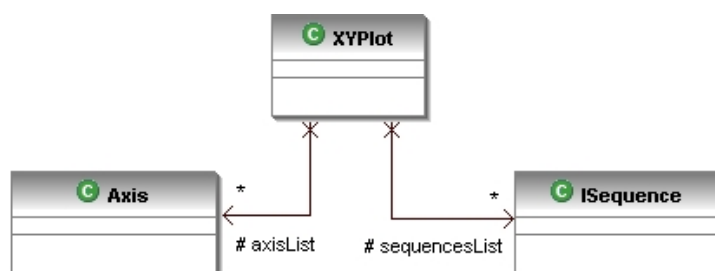 C XYPlot
C Axis
*
# axisList
C ISequence
*
# sequencesList